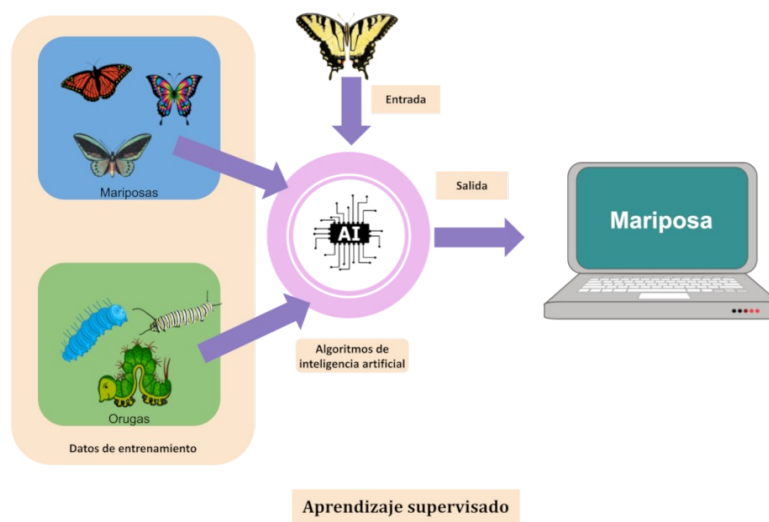 Entrada
Mariposas
Salida
AI
Mariposa
Algoritmos de
inteligencia artificial
Orugas
Datos de entrenamiento
Aprendizaje supervisado